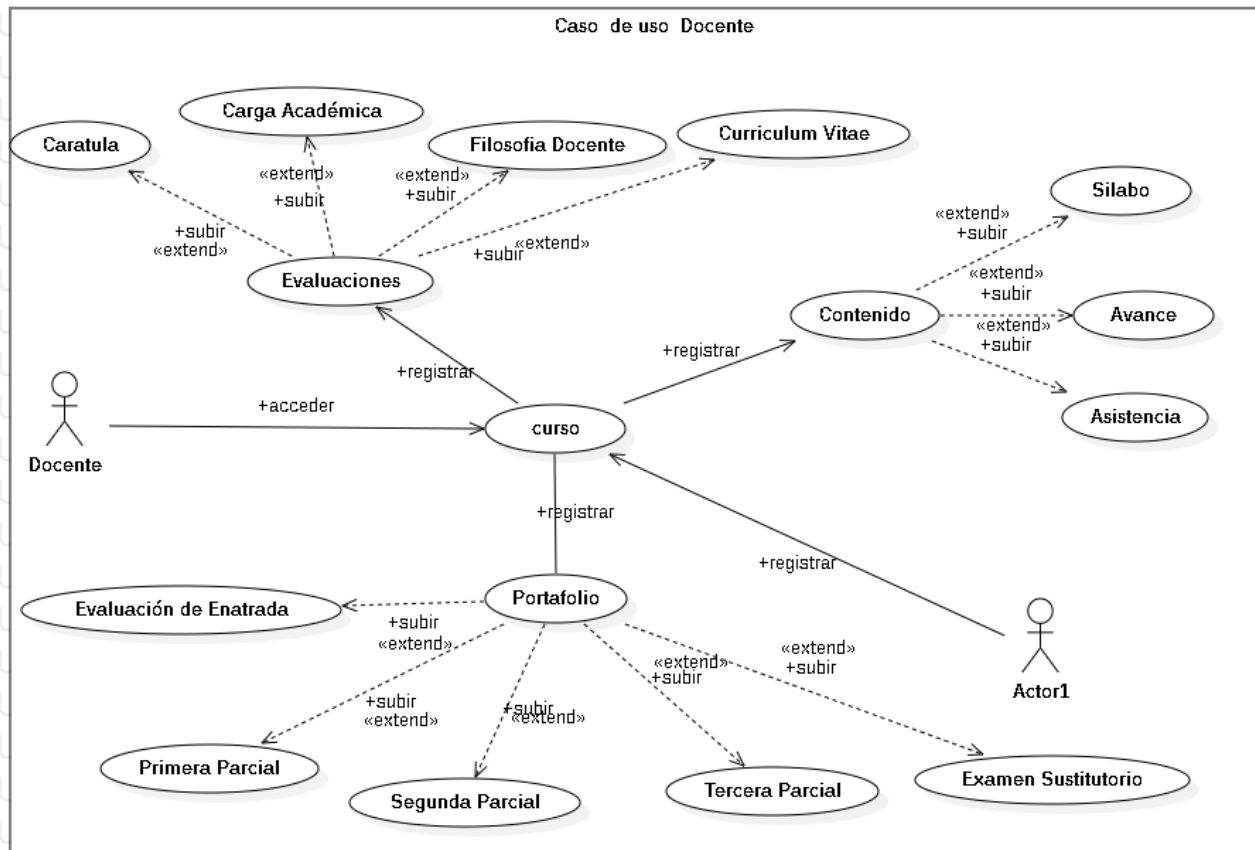 Caso de uso Docente
Carga Académica
Caratula
Filosofia Docente
Curriculum Vitae
«extend»
+subir
«extend»
+subir
+subir
«extend»
+subir
«extend»
Evaluaciones
Silabo
«extend»
+subir
«extend»
+subir
Contenido
Avance
«extend»
+subir
Asistencia
+registrar
+registrar
+acceder
curso
Docente
+registrar
+registrar
Evaluación de Enatrada
Portafolio
+subir
«extend»
+subir
«extend»
+subir
«extend»
«extend»
+subir
«extend»
+subir
Actor1
Primera Parcial
Segunda Parcial
Tercera Parcial
Examen Sustitutorio